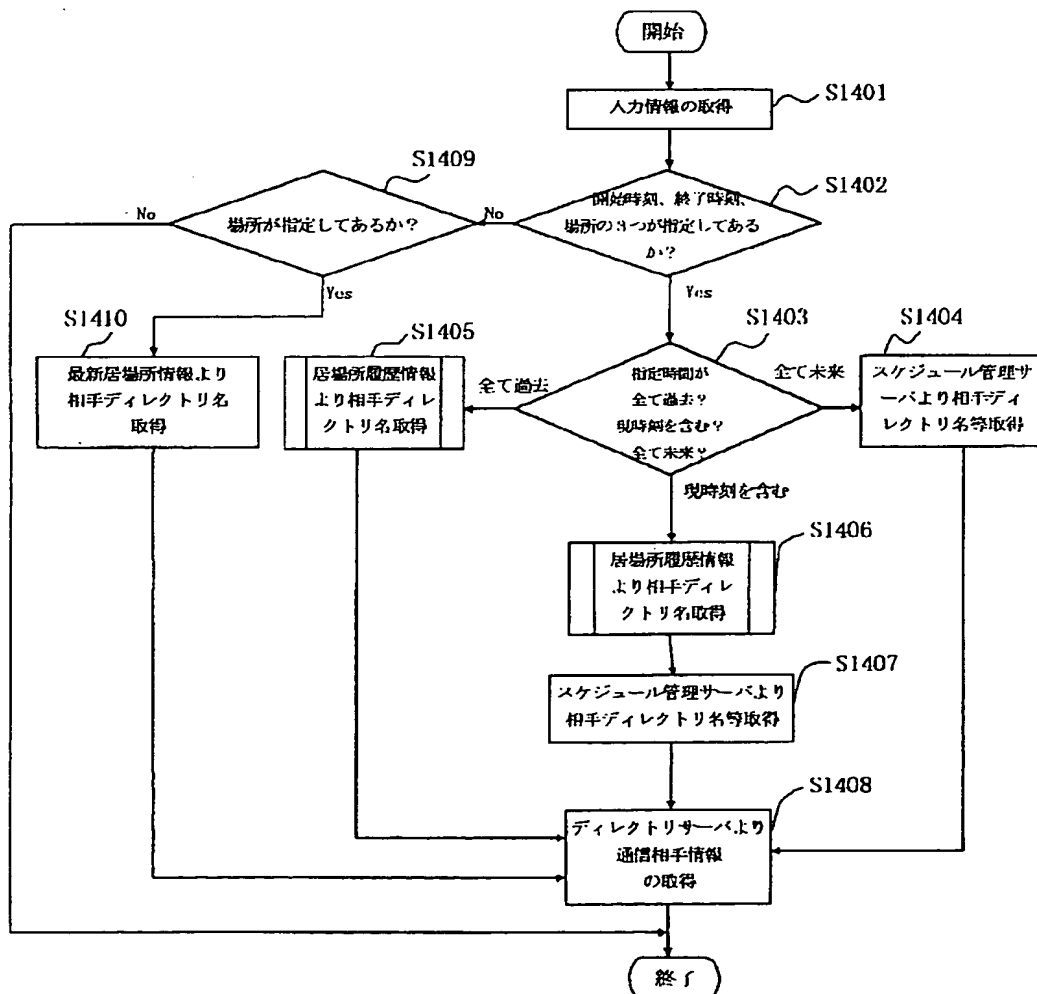 開始
入力情報の取得
S1401
開始時刻、終了時刻、
場所の3つが指定してある
か？
S1402
No
Yes
場所が指定してあるか？
S1409
No
Yes
最新居場所情報より
相手ディレクトリ名
取得
S1410
居場所履歴情報
より相手ディレ
クトリ名取得
S1405
全て過去
指定時間が
全て過去？
現時刻を含む？
全て未来？
S1403
全て未来
スケジュール管理サ
ーバより相手ディ
レクトリ名等取得
S1404
現時刻を含む
居場所履歴情報
より相手ディレ
クトリ名取得
S1406
スケジュール管理サーバより
相手ディレクトリ名等取得
S1407
ディレクトリサーバより
通信相手情報
の取得
S1408
終了